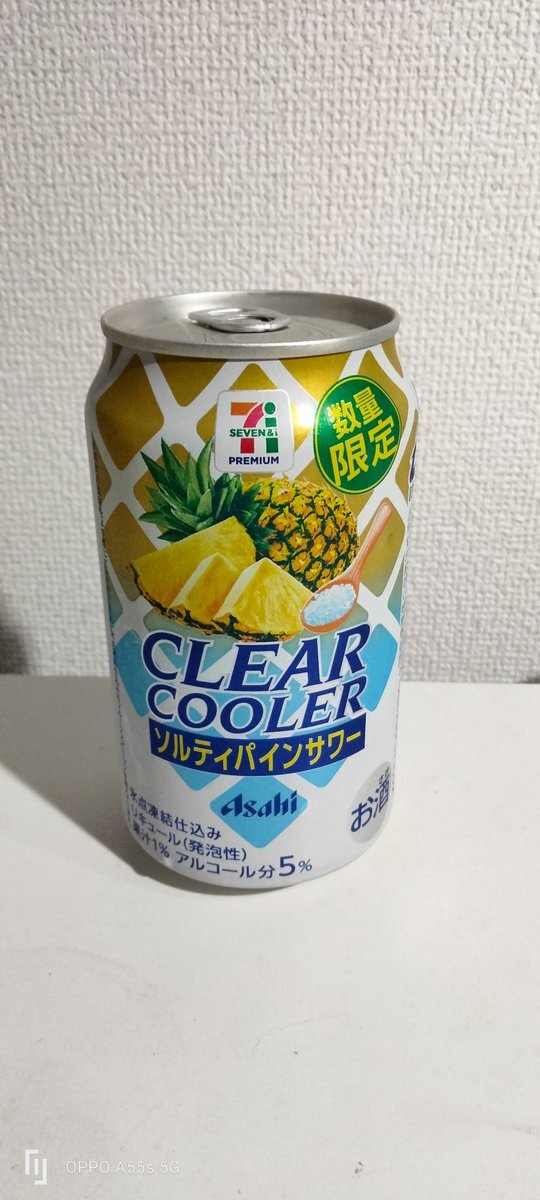 7i
SEVEN&i
PREMIUM
数量
限定
CLEAR
COOLER
ソルティパインサワー
Asahi
氷点凍結仕込み
リキュール(発泡性)
果汁1% アルコール分5%
お酒
OPPO A55s 5G